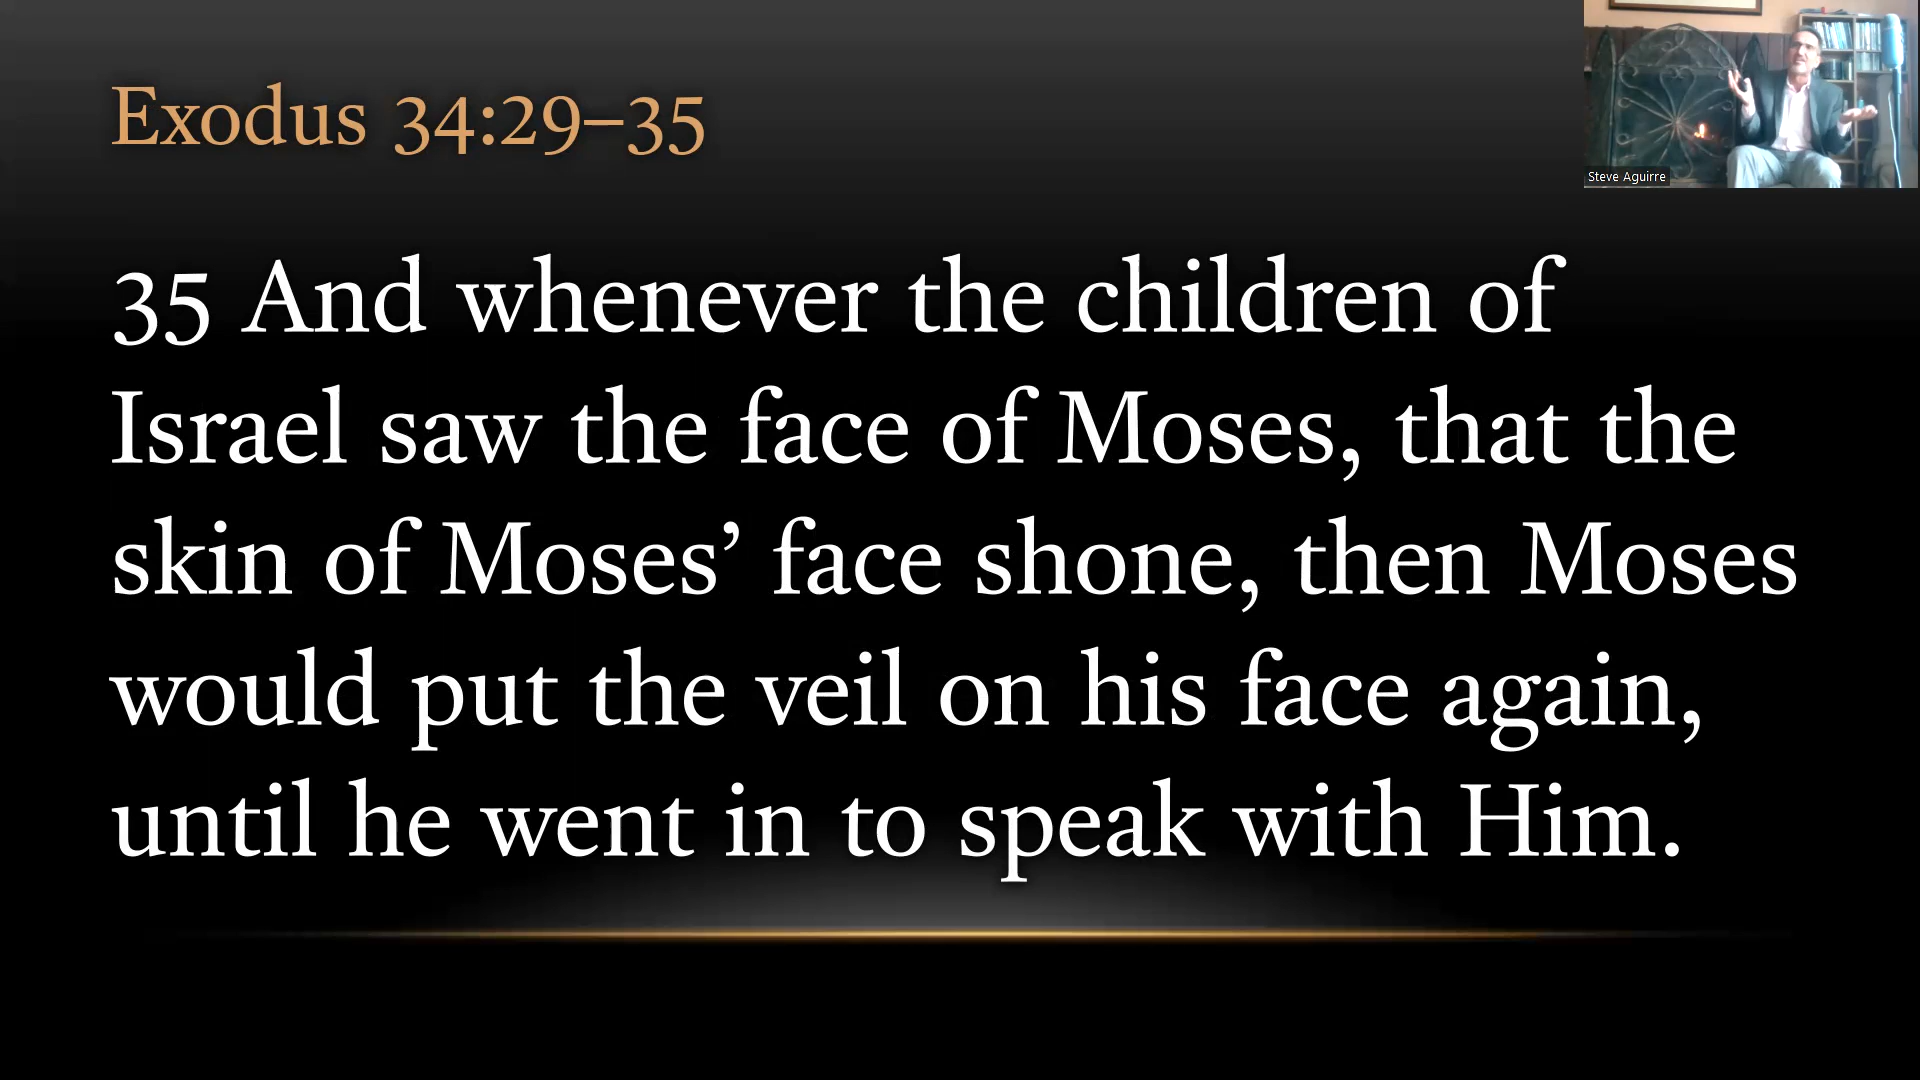 Exodus 34:29–35
Steve Aguirre
35 And whenever the children of
Israel saw the face of Moses, that the
skin of Moses’ face shone, then Moses
would put the veil on his face again,
until he went in to speak with Him.